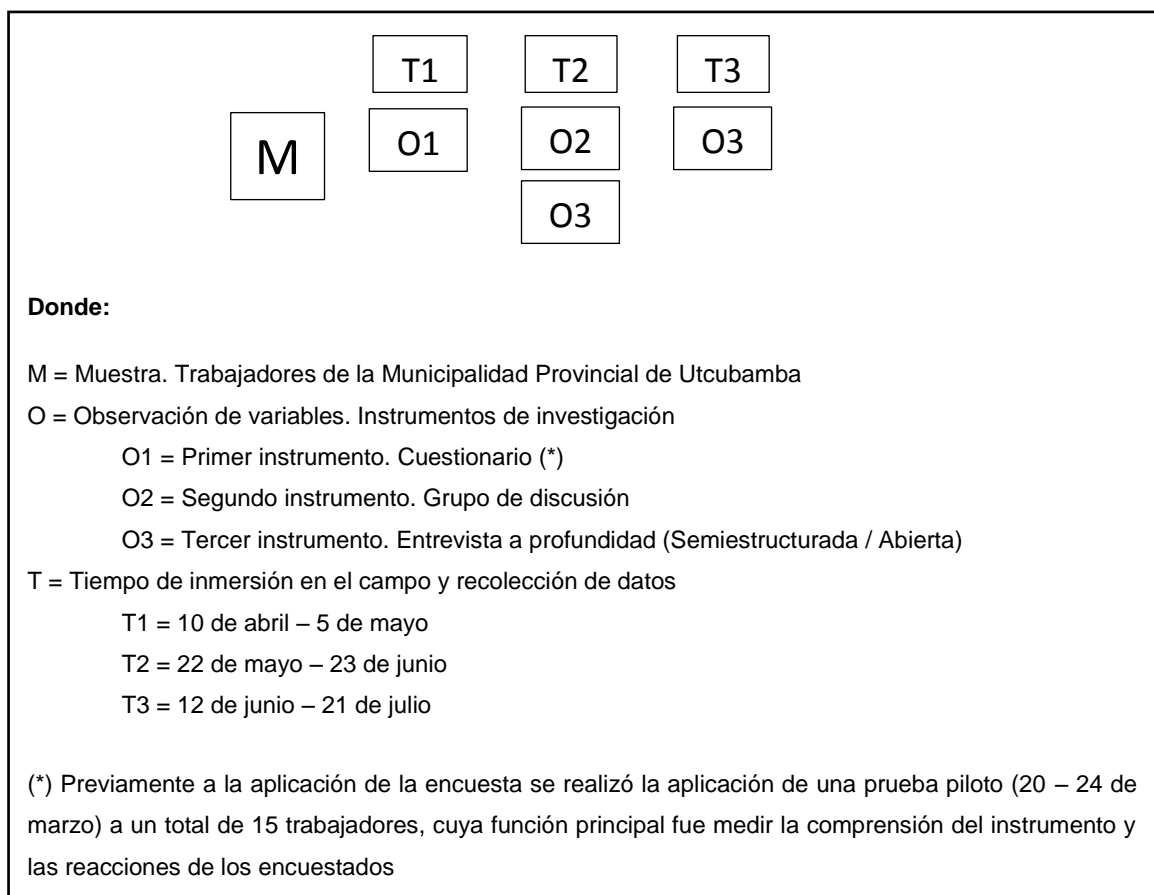 T1 T2 T3
M O1 O2 O3
O3
Donde:
M = Muestra. Trabajadores de la Municipalidad Provincial de Utcubamba
O = Observación de variables. Instrumentos de investigación
O1 = Primer instrumento. Cuestionario (*)
O2 = Segundo instrumento. Grupo de discusión
O3 = Tercer instrumento. Entrevista a profundidad (Semiestructurada / Abierta)
T = Tiempo de inmersión en el campo y recolección de datos
T1 = 10 de abril – 5 de mayo
T2 = 22 de mayo – 23 de junio
T3 = 12 de junio – 21 de julio
(*) Previamente a la aplicación de la encuesta se realizó la aplicación de una prueba piloto (20 – 24 de
marzo) a un total de 15 trabajadores, cuya función principal fue medir la comprensión del instrumento y
las reacciones de los encuestados